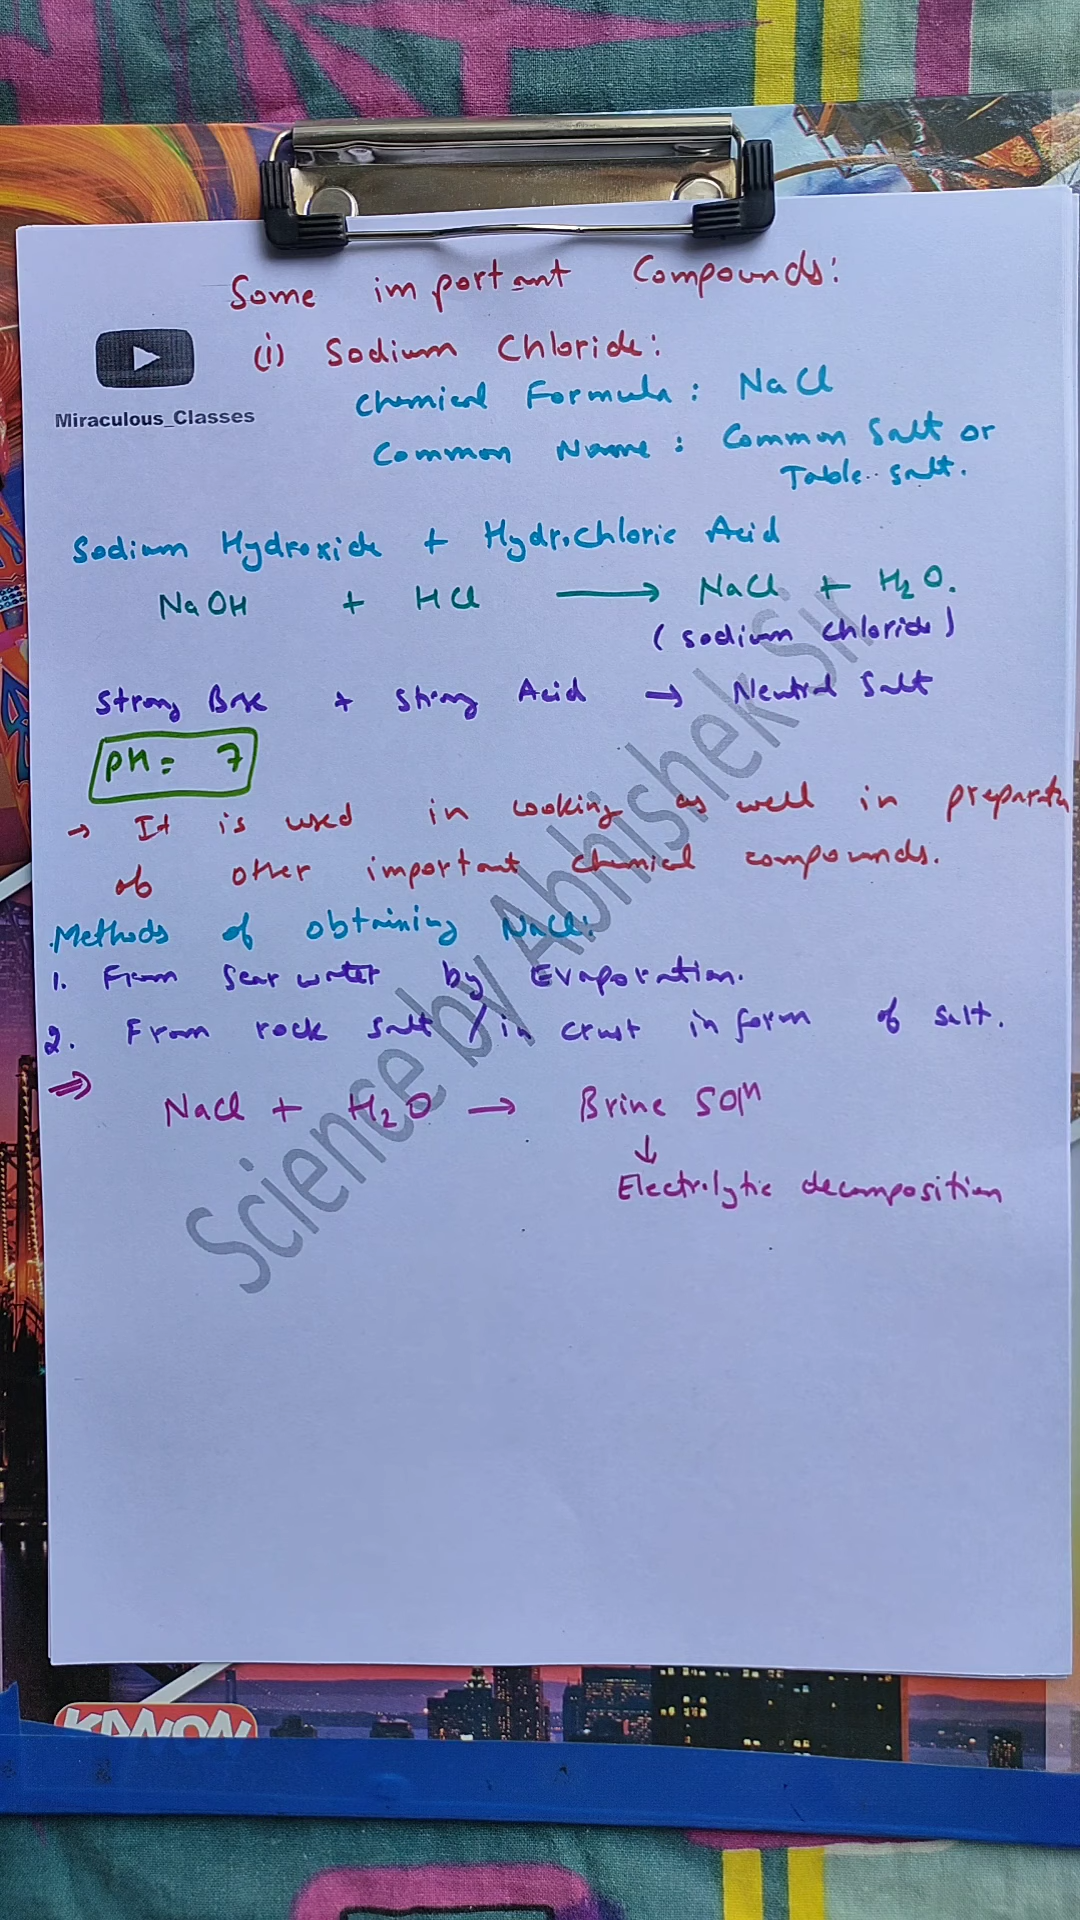 Some important Compounds:
(i) Sodium Chloride:
Miraculous_Classes
Chemical Formula: NaCl
Common Name: Common Salt or
Table salt.
Sodium Hydroxide + Hydrochloric Acid
NaOH + HCl → NaCl + H₂O.
(Sodium chloride)
Strong Base + Strong Acid → Neutral Salt
pH = 7
→ It is used in cooking as well in preparatn
of other important chemical compounds.
Methods of obtaining NaCl:
1. From Sea water by Evaporation.
2. From rock salt / in crust in form of salt.
⇒ NaCl + H₂O → Brine Solⁿ
↓
Electrolytic decomposition
Science by Abhishek Sir
KIWON